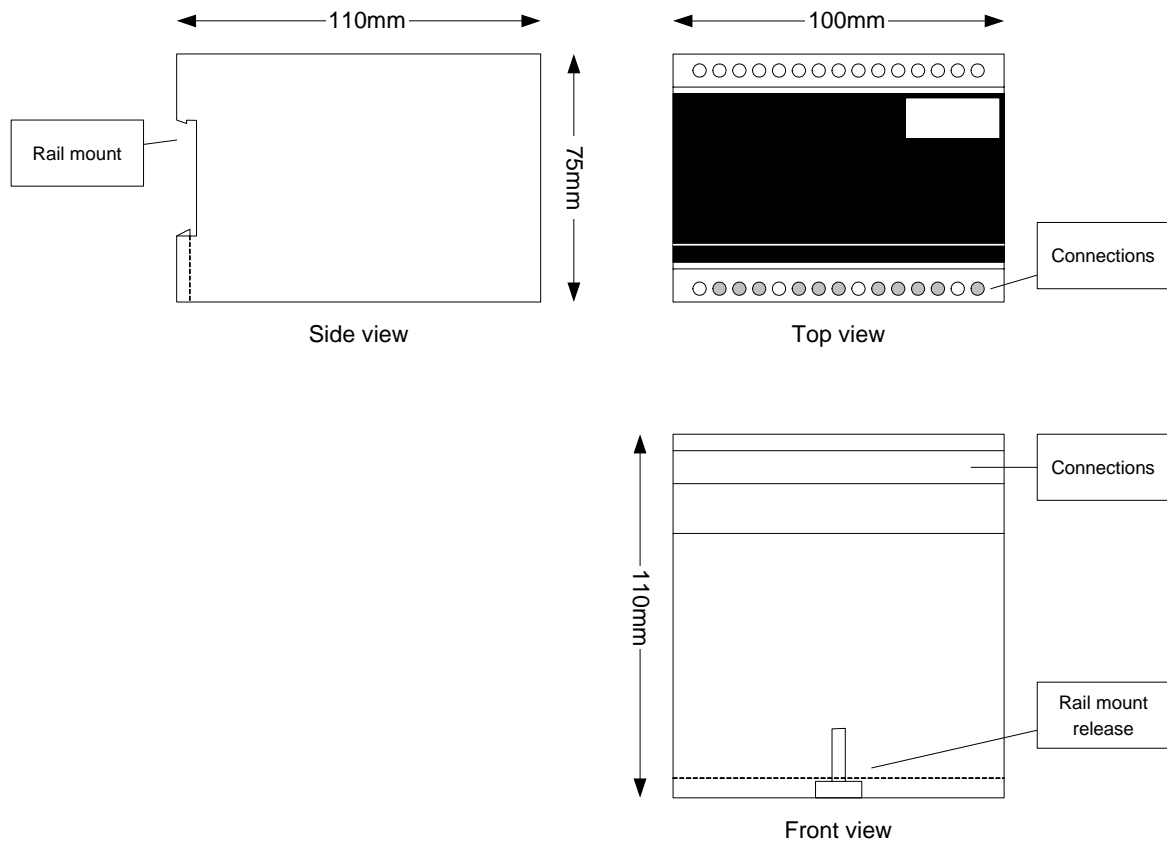 110mm
100mm
Rail mount
75mm
Connections
Side view
Top view
Connections
110mm
Rail mount
release
Front view